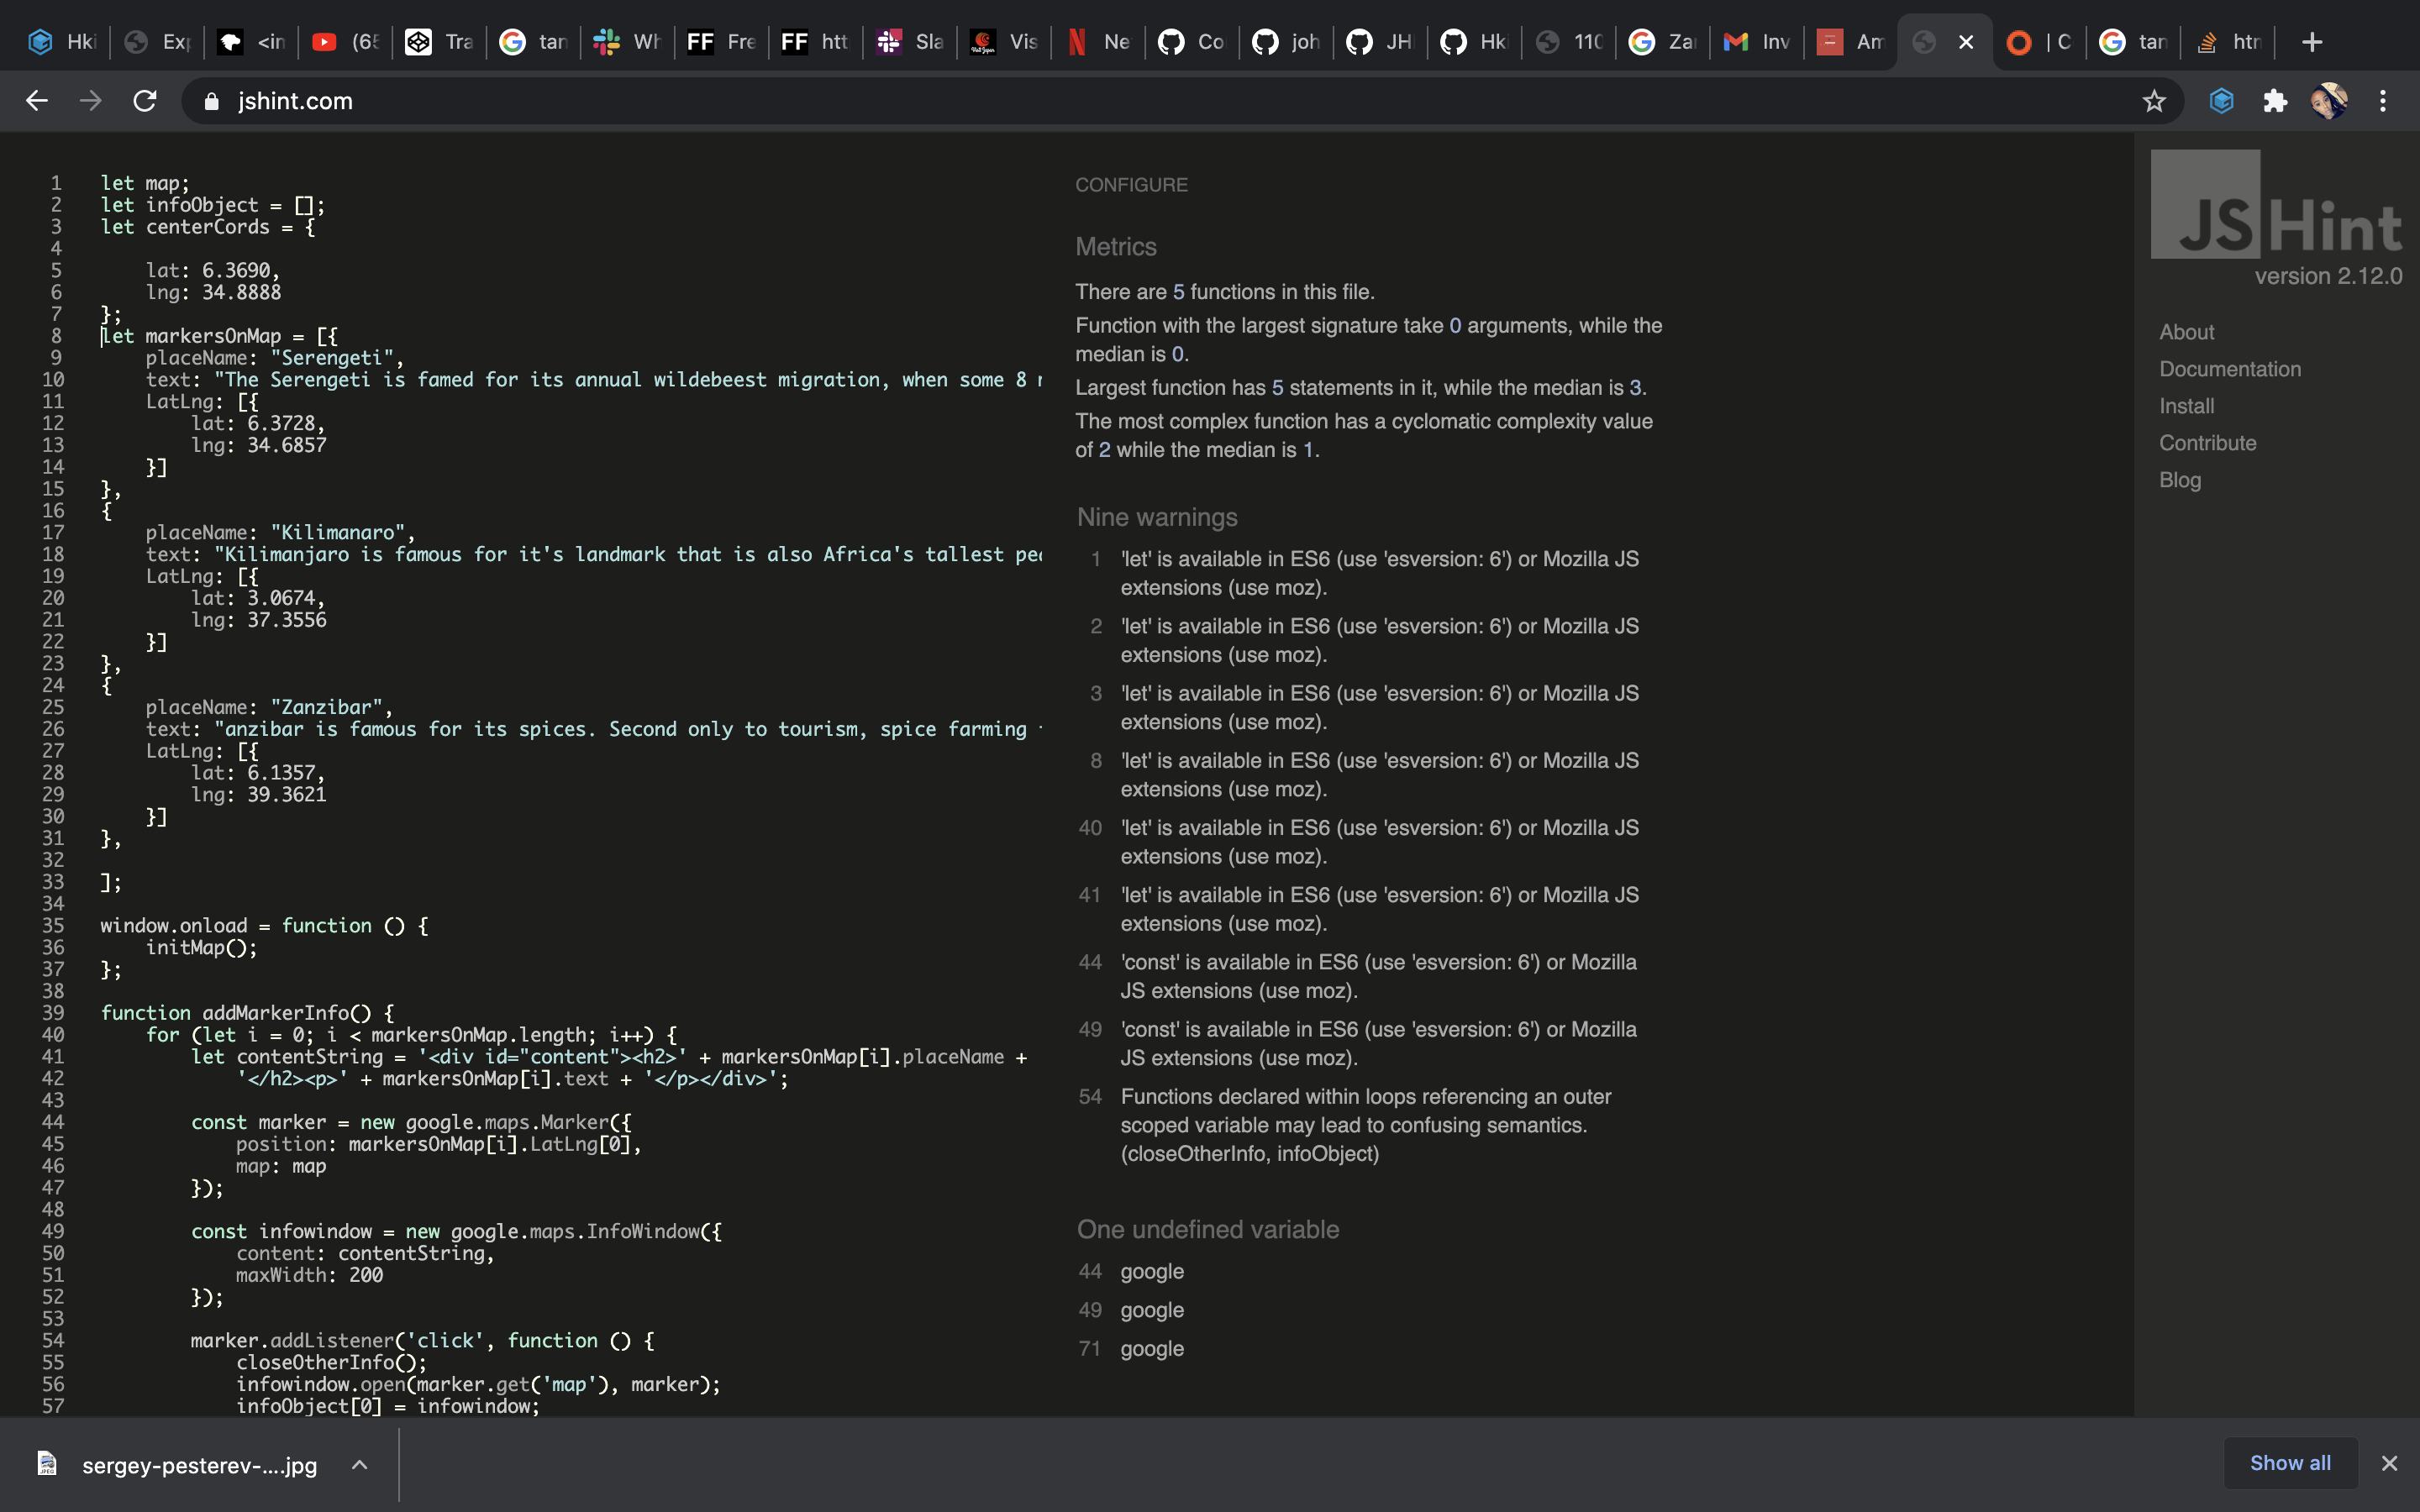 Hki
Exp
<in
(65
Tra
tan
Wh
FF Fre
FF htt
Sla
Vis
Ne
Co
joh
JH
Hki
110
Zan
Inv
Am
| C
tan
htm
jshint.com
1 let map;
2 let infoObject = [];
3 let centerCords = {
4
5 lat: 6.3690,
6 lng: 34.8888
7 };
8 let markersOnMap = [{
9 placeName: "Serengeti",
10 text: "The Serengeti is famed for its annual wildebeest migration, when some 8
11 LatLng: [{
12 lat: 6.3728,
13 lng: 34.6857
14 }]
15 },
16 {
17 placeName: "Kilimanaro",
18 text: "Kilimanjaro is famous for it's landmark that is also Africa's tallest
19 LatLng: [{
20 lat: 3.0674,
21 lng: 37.3556
22 }]
23 },
24 {
25 placeName: "Zanzibar",
26 text: "anzibar is famous for its spices. Second only to tourism, spice farming
27 LatLng: [{
28 lat: 6.1357,
29 lng: 39.3621
30 }]
31 },
32
33 ];
34
35 window.onload = function () {
36 initMap();
37 };
38
39 function addMarkerInfo() {
40 for (let i = 0; i < markersOnMap.length; i++) {
41 let contentString = '<div id="content"><h2>' + markersOnMap[i].placeName +
42 '</h2><p>' + markersOnMap[i].text + '</p></div>';
43
44 const marker = new google.maps.Marker({
45 position: markersOnMap[i].LatLng[0],
46 map: map
47 });
48
49 const infowindow = new google.maps.InfoWindow({
50 content: contentString,
51 maxWidth: 200
52 });
53
54 marker.addListener('click', function () {
55 closeOtherInfo();
56 infowindow.open(marker.get('map'), marker);
57 infoObject[0] = infowindow;
CONFIGURE
Metrics
There are 5 functions in this file.
Function with the largest signature take 0 arguments, while the
median is 0.
Largest function has 5 statements in it, while the median is 3.
The most complex function has a cyclomatic complexity value
of 2 while the median is 1.
Nine warnings
1 'let' is available in ES6 (use 'esversion: 6') or Mozilla JS
extensions (use moz).
2 'let' is available in ES6 (use 'esversion: 6') or Mozilla JS
extensions (use moz).
3 'let' is available in ES6 (use 'esversion: 6') or Mozilla JS
extensions (use moz).
8 'let' is available in ES6 (use 'esversion: 6') or Mozilla JS
extensions (use moz).
40 'let' is available in ES6 (use 'esversion: 6') or Mozilla JS
extensions (use moz).
41 'let' is available in ES6 (use 'esversion: 6') or Mozilla JS
extensions (use moz).
44 'const' is available in ES6 (use 'esversion: 6') or Mozilla
JS extensions (use moz).
49 'const' is available in ES6 (use 'esversion: 6') or Mozilla
JS extensions (use moz).
54 Functions declared within loops referencing an outer
scoped variable may lead to confusing semantics.
(closeOtherInfo, infoObject)
One undefined variable
44 google
49 google
71 google
JSHint
version 2.12.0
About
Documentation
Install
Contribute
Blog
sergey-pesterev-....jpg
Show all